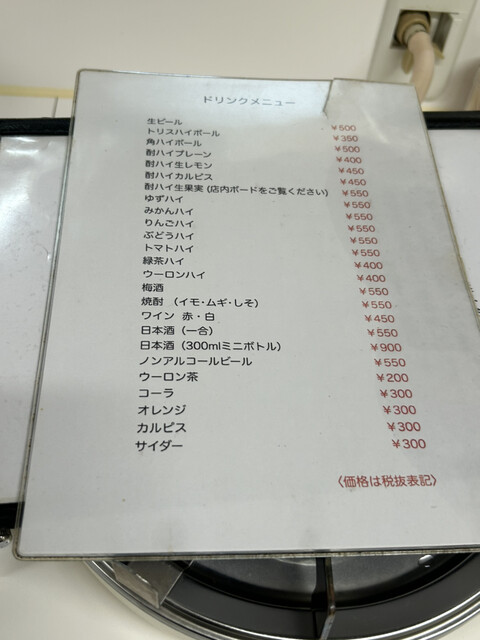 ドリンクメニュー
生ビール ￥500
トリスハイボール ￥350
角ハイボール ￥500
酎ハイプレーン ￥400
酎ハイ生レモン ￥450
酎ハイカルピス ￥450
酎ハイ生果実 (店内ボードをご覧ください) ￥550
ゆずハイ ￥550
みかんハイ ￥550
りんごハイ ￥550
ぶどうハイ ￥550
トマトハイ ￥550
緑茶ハイ ￥400
ウーロンハイ ￥400
梅酒 ￥550
焼酎 (イモ・ムギ・しそ) ￥550
ワイン 赤・白 ￥450
日本酒 (一合) ￥550
日本酒 (300mlミニボトル) ￥900
ノンアルコールビール ￥550
ウーロン茶 ￥200
コーラ ￥300
オレンジ ￥300
カルピス ￥300
サイダー ￥300
〈価格は税抜表記〉